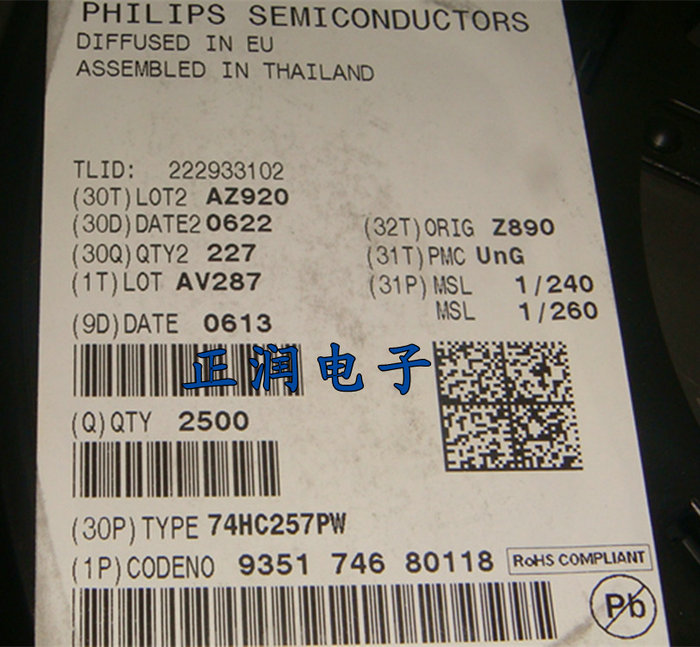 PHILIPS SEMICONDUCTORS
DIFFUSED IN EU
ASSEMBLED IN THAILAND
TLID: 222933102
(30T)LOT2 AZ920
(30D)DATE2 0622 (32T)ORIG Z890
(30Q)QTY2 227 (31T)PMC UnG
(1T)LOT AV287 (31P)MSL 1/240
MSL 1/260
(9D)DATE 0613
正润电子
(Q)QTY 2500
(30P)TYPE 74HC257PW
(1P)CODENO 9351 746 80118 RoHS COMPLIANT
Pb